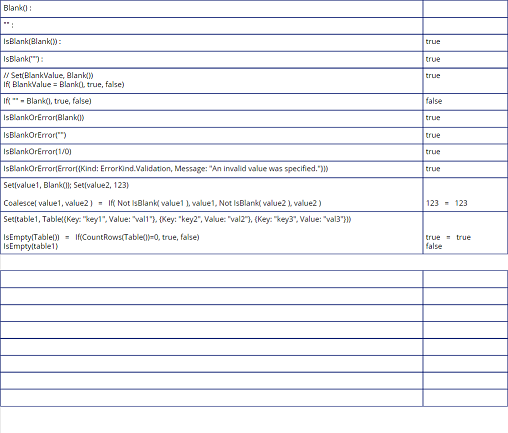 Blank() :
"" :
IsBlank(Blank()) : true
IsBlank("") : true
// Set(BlankValue, Blank()) true
If( BlankValue = Blank(), true, false)
If( "" = Blank(), true, false) false
IsBlankOrError(Blank()) true
IsBlankOrError("") true
IsBlankOrError(1/0) true
IsBlankOrError(Error({Kind: ErrorKind.Validation, Message: "An invalid value was specified."})) true
Set(value1, Blank()); Set(value2, 123)
Coalesce( value1, value2 ) = If( Not IsBlank( value1 ), value1, Not IsBlank( value2 ), value2 ) 123 = 123
Set(table1, Table({Key: "key1", Value: "val1"}, {Key: "key2", Value: "val2"}, {Key: "key3", Value: "val3"}))
IsEmpty(Table()) = If(CountRows(Table())=0, true, false) true = true
IsEmpty(table1) false